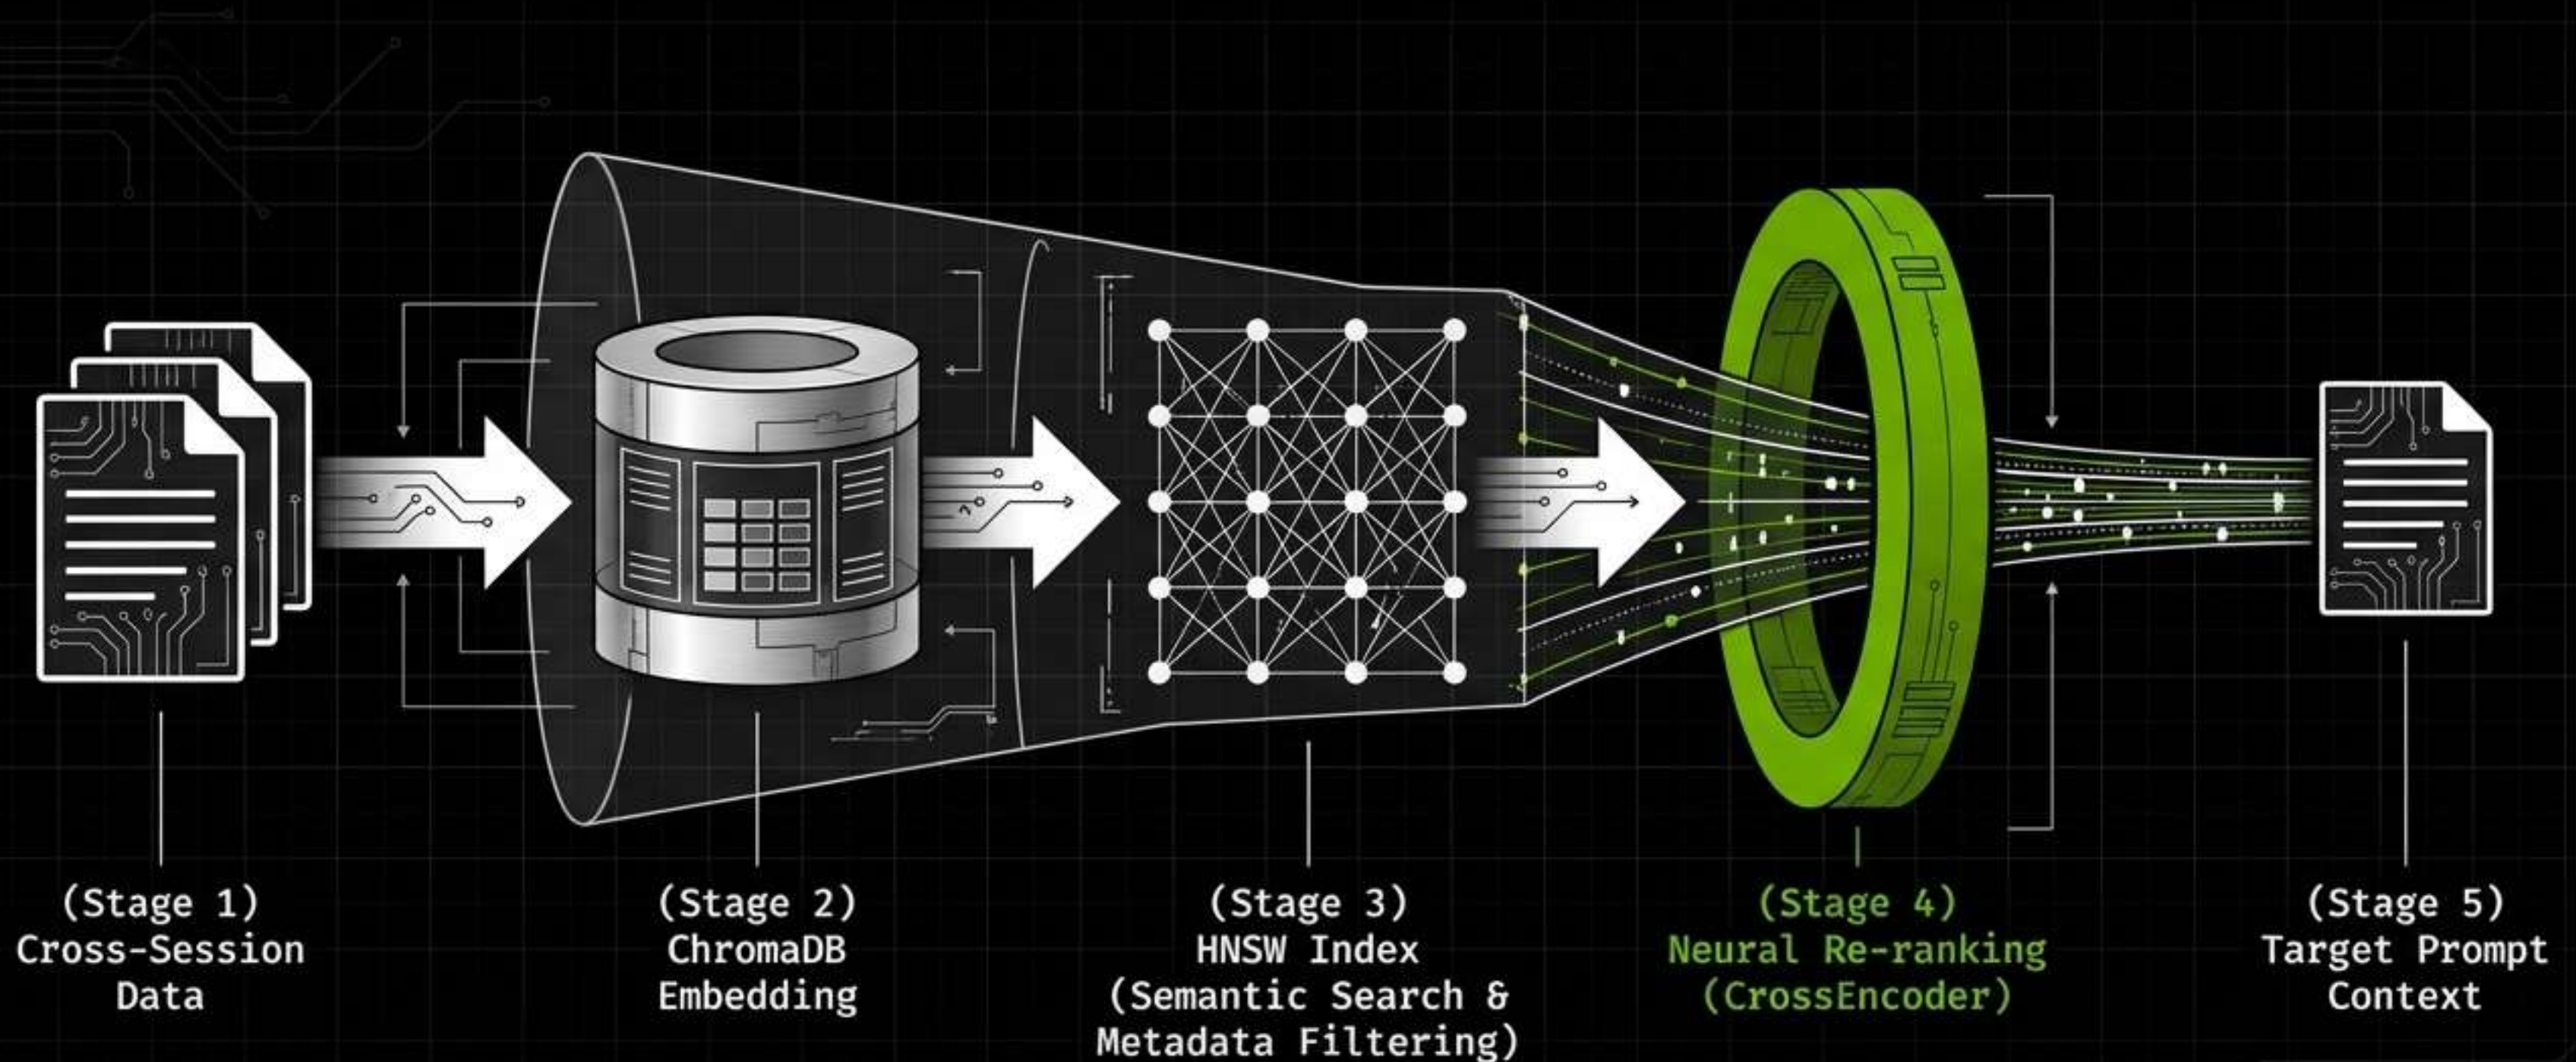 (Stage 1)
Cross-Session
Data
(Stage 2)
ChromaDB
Embedding
(Stage 3)
HNSW Index
(Semantic Search &
Metadata Filtering)
(Stage 4)
Neural Re-ranking
(CrossEncoder)
(Stage 5)
Target Prompt
Context